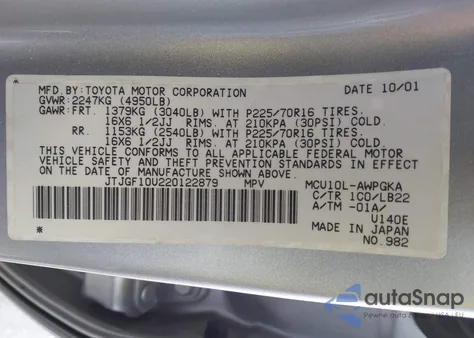 MFD.BY:TOYOTA MOTOR CORPORATION DATE 10/01
GVWR:2247KG (4950LB)
GAWR:FRT. 1379KG (3040LB) WITH P225/70R16 TIRES.
16X6 1/2JJ RIMS. AT 210KPA (30PSI) COLD.
RR. 1153KG (2540LB) WITH P225/70R16 TIRES.
16X6 1/2JJ RIMS. AT 210KPA (30PSI) COLD.
THIS VEHICLE CONFORMS TO ALL APPLICABLE
FEDERAL MOTOR VEHICLE SAFETY
AND THEFT PREVENTION STANDARDS IN EFFECT
ON THE DATE OF MANUFACTURE SHOWN ABOVE.
JTJGF10U220122879 MPV MCU10L-AWPGKA
C/TR 1C0/LB22
A/TM -01A/
U140E
MADE IN JAPAN
NO.982
autoSnap